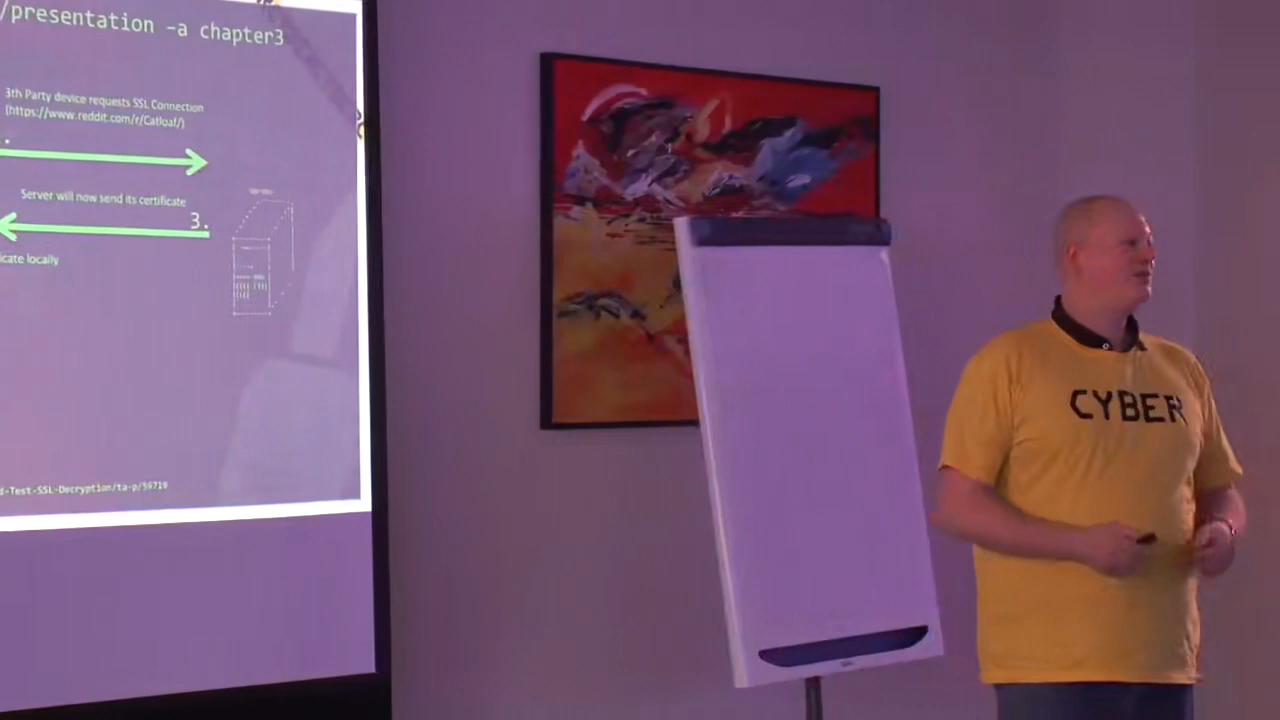 /presentation -a chapter3
3th Party device requests SSL Connection
(https://www.reddit.com/r/Catloaf/)
Server will now send its certificate
3.
icate locally
d-Test-SSL-Decryption/ta-p/59719
CYBER